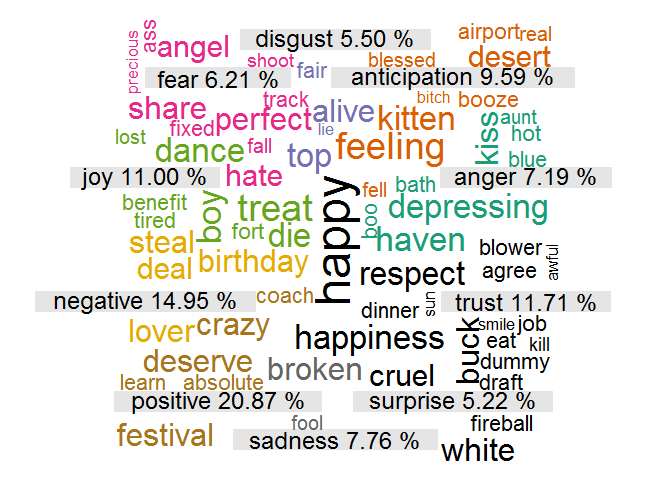 precious
ass
angel
disgust 5.50 %
airport
real
shoot
fair
blessed
desert
fear 6.21 %
anticipation 9.59 %
share
track
alive
kitten
bitch
booze
fixed
perfect
lie
aunt
lost
dance
fall
top
feeling
kiss
hot
blue
joy 11.00 %
hate
happy
fell
bath
anger 7.19 %
benefit
boy
treat
boo
depressing
tired
fort
die
haven
steal
blower
deal
birthday
respect
agree
awful
negative 14.95 %
coach
dinner
sun
trust 11.71 %
lover
crazy
happiness
buck
smile
job
eat
kill
deserve
broken
cruel
dummy
learn
absolute
draft
positive 20.87 %
surprise 5.22 %
festival
fool
fireball
sadness 7.76 %
white